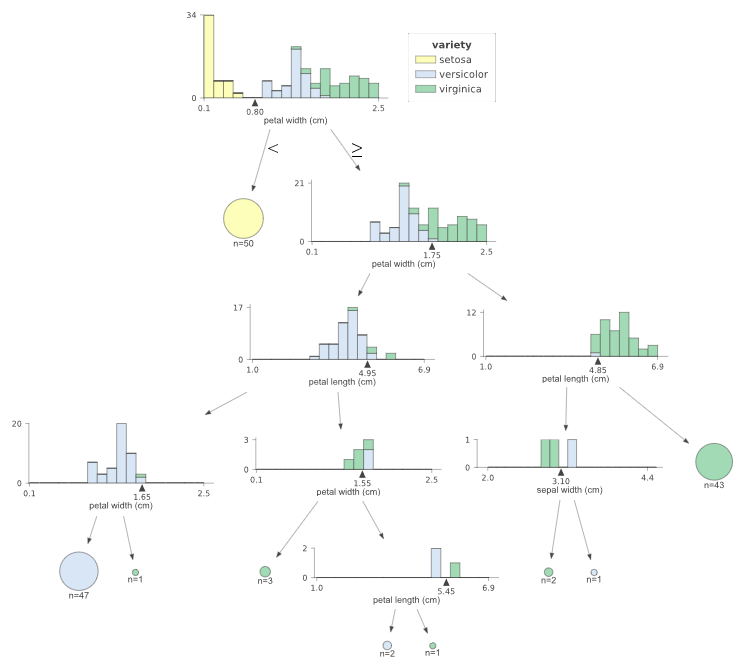 34
0
0.1
0.80
2.5
petal width (cm)
variety
setosa
versicolor
virginica
<
≥
n=50
21
0
0.1
1.75
2.5
petal width (cm)
17
0
1.0
4.95
6.9
petal length (cm)
12
0
1.0
4.85
6.9
petal length (cm)
20
0
0.1
1.65
2.5
petal width (cm)
3
0
0.1
1.55
2.5
petal width (cm)
1
0
2.0
3.10
4.4
sepal width (cm)
n=43
n=47
n=1
n=3
2
0
1.0
5.45
6.9
petal length (cm)
n=2
n=1
n=2
n=1